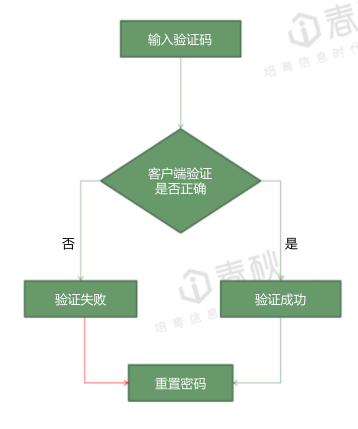 春
培育信息时代
输入验证码
客户端验证
是否正确
否
是
春秋
培育信息
验证失败
验证成功
重置密码